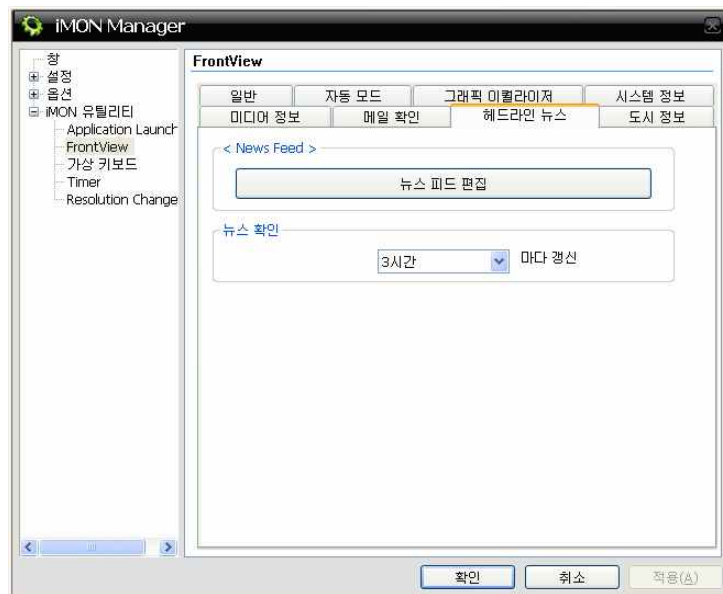 iMON Manager
창
설정
옵션
iMON 유틸리티
Application Launch
FrontView
가상 키보드
Timer
Resolution Change
FrontView
일반
자동 모드
그래픽 이퀄라이저
시스템 정보
미디어 정보
메일 확인
헤드라인 뉴스
도시 정보
< News Feed >
뉴스 피드 편집
뉴스 확인
3시간
마다 갱신
확인
취소
적용(A)